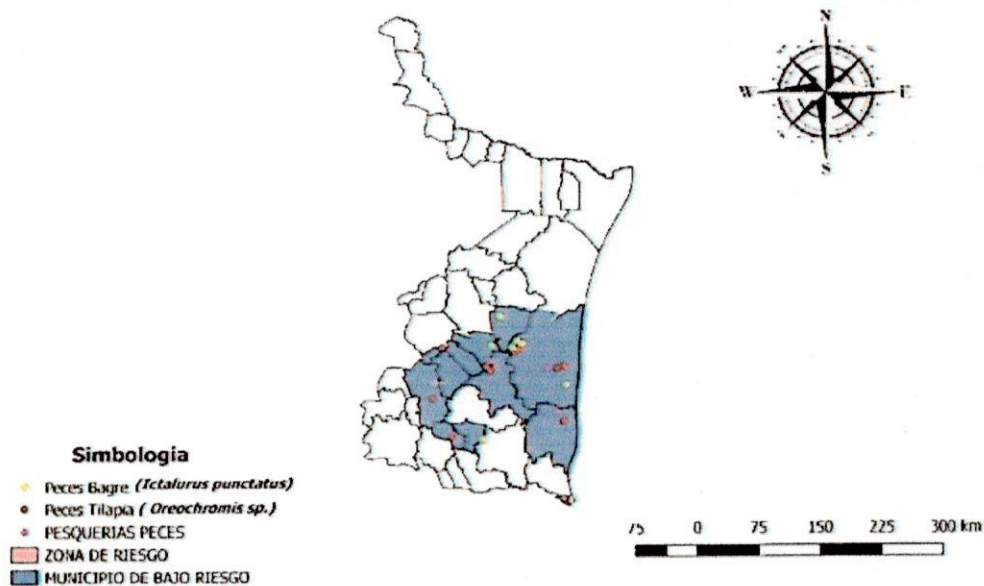 N
W E
S
Simbologia
Peces Bagre (Ictalurus punctatus)
Peces Tilapia ( Oreochromis sp.)
PESQUERIAS PECES
ZONA DE RIESGO
MUNICIPIO DE BAJO RIESGO
75 0 75 150 225 300 km